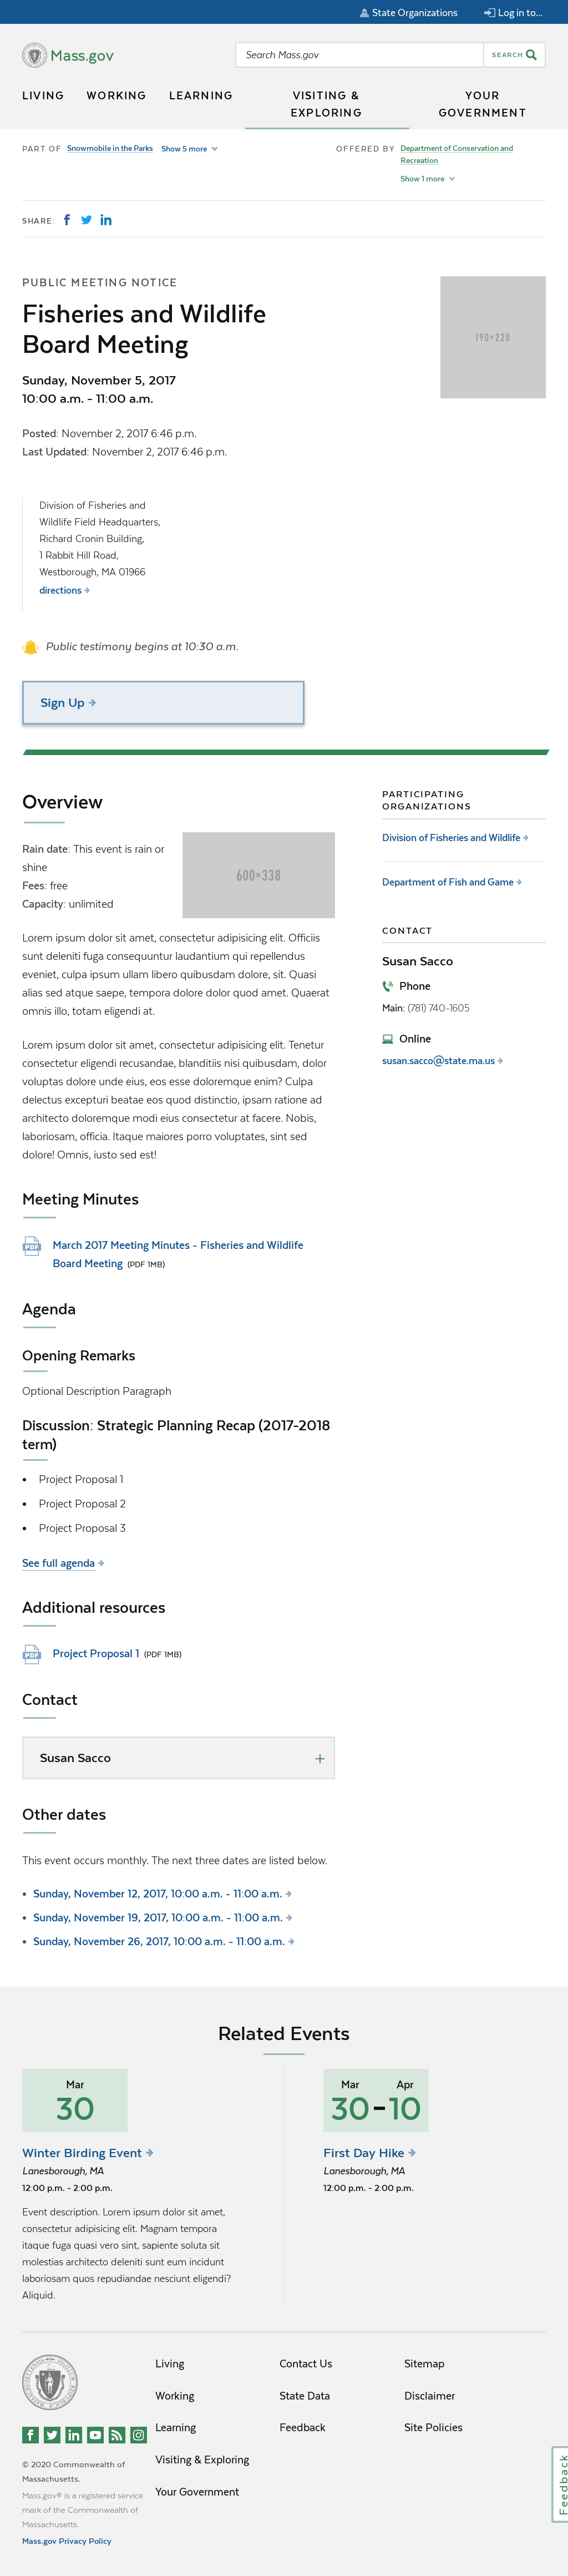 State Organizations
Log in to...
Mass.gov
Search Mass.gov
SEARCH
LIVING
WORKING
LEARNING
VISITING &
EXPLORING
YOUR
GOVERNMENT
PART OF
Snowmobile in the Parks
Show 5 more
OFFERED BY
Department of Conservation and
Recreation
Show 1 more
SHARE:
PUBLIC MEETING NOTICE
Fisheries and Wildlife
Board Meeting
190×220
Sunday, November 5, 2017
10:00 a.m. - 11:00 a.m.
Posted: November 2, 2017 6:46 p.m.
Last Updated: November 2, 2017 6:46 p.m.
Division of Fisheries and
Wildlife Field Headquarters,
Richard Cronin Building,
1 Rabbit Hill Road,
Westborough, MA 01966
directions
Public testimony begins at 10:30 a.m.
Sign Up
Overview
Rain date: This event is rain or
shine
Fees: free
Capacity: unlimited
600×338
Lorem ipsum dolor sit amet, consectetur adipisicing elit. Officiis
sunt deleniti fuga consequuntur laudantium qui repellendus
eveniet, culpa ipsum ullam libero quibusdam dolore, sit. Quasi
alias sed atque saepe, tempora dolore dolor quod amet. Quaerat
omnis illo, totam eligendi at.
Lorem ipsum dolor sit amet, consectetur adipisicing elit. Tenetur
consectetur eligendi recusandae, blanditiis nisi quibusdam, dolor
voluptas dolore unde eius, eos esse doloremque enim? Culpa
delectus excepturi beatae eos quod distinctio, ipsam ratione ad
architecto doloremque modi eius consectetur at facere. Nobis,
laboriosam, officia. Itaque maiores porro voluptates, sint sed
dolore! Omnis, iusto sed est!
Meeting Minutes
PDF
March 2017 Meeting Minutes - Fisheries and Wildlife
Board Meeting (PDF 1MB)
Agenda
Opening Remarks
Optional Description Paragraph
Discussion: Strategic Planning Recap (2017-2018
term)
Project Proposal 1
Project Proposal 2
Project Proposal 3
See full agenda
Additional resources
PDF
Project Proposal 1 (PDF 1MB)
Contact
Susan Sacco
Other dates
This event occurs monthly. The next three dates are listed below.
Sunday, November 12, 2017, 10:00 a.m. - 11:00 a.m.
Sunday, November 19, 2017, 10:00 a.m. - 11:00 a.m.
Sunday, November 26, 2017, 10:00 a.m. - 11:00 a.m.
PARTICIPATING
ORGANIZATIONS
Division of Fisheries and Wildlife
Department of Fish and Game
CONTACT
Susan Sacco
Phone
Main: (781) 740-1605
Online
susan.sacco@state.ma.us
Related Events
Mar
30
Winter Birding Event
Lanesborough, MA
12:00 p.m. - 2:00 p.m.
Event description. Lorem ipsum dolor sit amet,
consectetur adipisicing elit. Magnam tempora
itaque fuga quasi vero sint, sapiente soluta sit
molestias architecto deleniti sunt eum incidunt
laboriosam quos repudiandae nesciunt eligendi?
Aliquid.
Mar Apr
30-10
First Day Hike
Lanesborough, MA
12:00 p.m. - 2:00 p.m.
Living
Working
Learning
Visiting & Exploring
Your Government
Contact Us
State Data
Feedback
Sitemap
Disclaimer
Site Policies
© 2020 Commonwealth of
Massachusetts.
Mass.gov® is a registered service
mark of the Commonwealth of
Massachusetts.
Mass.gov Privacy Policy
Feedback